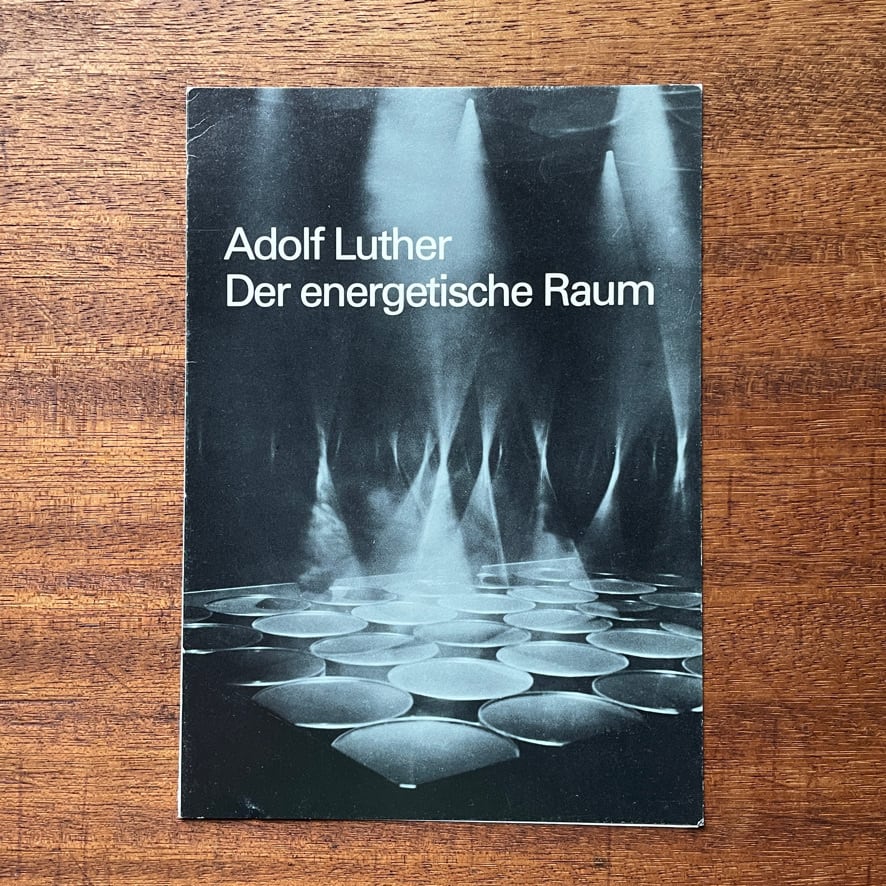 Adolf Luther
Der energetische Raum